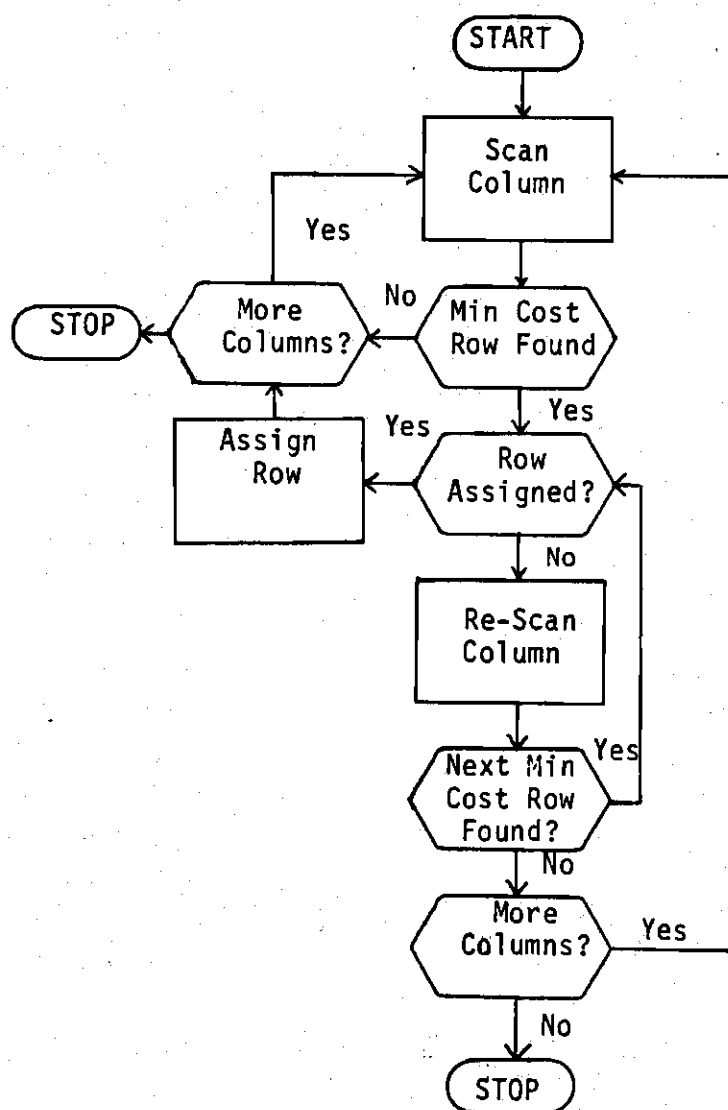 START
Scan
Column
Yes
No
STOP
More
Columns?
Min Cost
Row Found
Yes
Yes
Assign
Row
Row
Assigned?
No
Re-Scan
Column
Yes
Next Min
Cost Row
Found?
No
More
Columns?
Yes
No
STOP